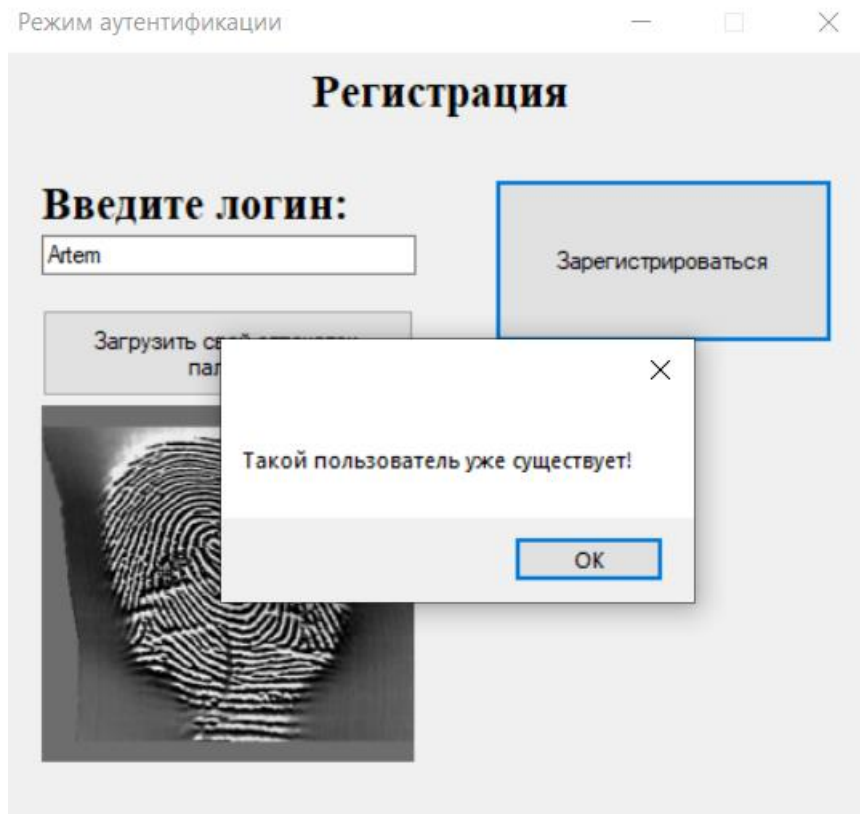 Режим аутентификации
Регистрация
Введите логин:
Artem
Зарегистрироваться
Загрузить
Такой пользователь уже существует!
OK